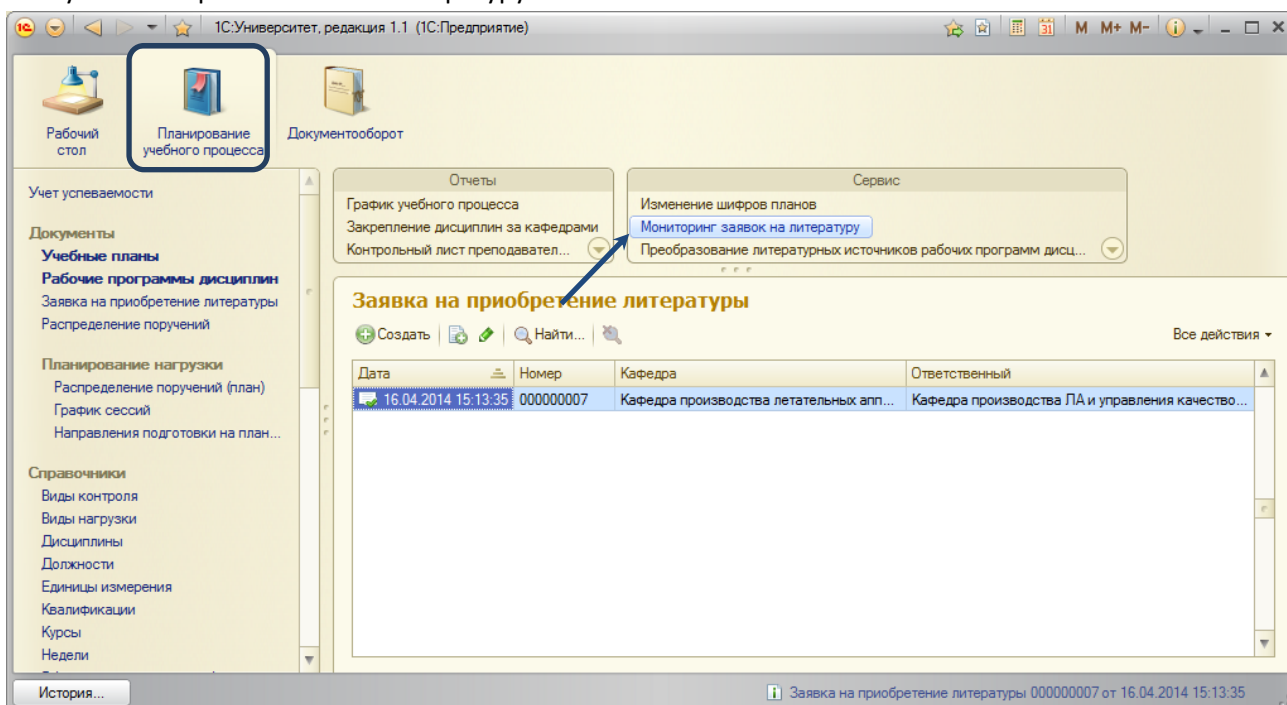 1С:Университет, редакция 1.1 (1С:Предприятие)
M M+ M-
Рабочий стол
Планирование учебного процесса
Документооборот
Учет успеваемости
Документы
Учебные планы
Рабочие программы дисциплин
Заявка на приобретение литературы
Распределение поручений
Планирование нагрузки
Распределение поручений (план)
График сессий
Направления подготовки на план...
Справочники
Виды контроля
Виды нагрузки
Дисциплины
Должности
Единицы измерения
Квалификации
Курсы
Недели
Отчеты
График учебного процесса
Закрепление дисциплин за кафедрами
Контрольный лист преподавател...
Сервис
Изменение шифров планов
Мониторинг заявок на литературу
Преобразование литературных источников рабочих программ дисц...
Заявка на приобретение литературы
Создать Найти... Все действия
Дата Номер Кафедра Ответственный
16.04.2014 15:13:35 000000007 Кафедра производства летательных апп... Кафедра производства ЛА и управления качество...
История...
Заявка на приобретение литературы 000000007 от 16.04.2014 15:13:35